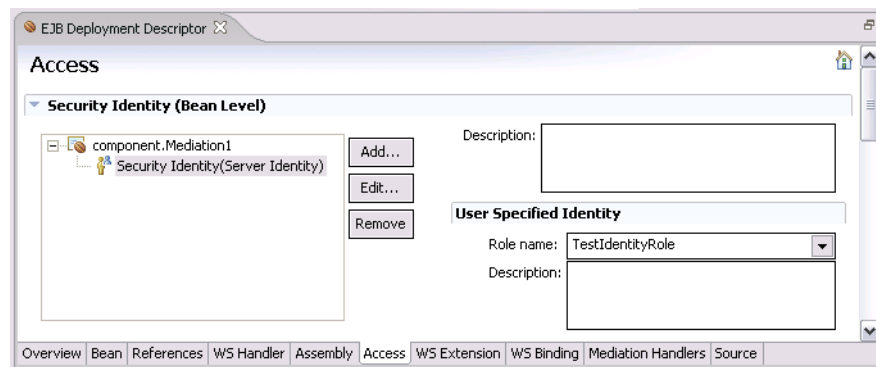 EJB Deployment Descriptor
Access
Security Identity (Bean Level)
component.Mediation1
Security Identity(Server Identity)
Add...
Edit...
Remove
Description:
User Specified Identity
Role name: TestIdentityRole
Description:
Overview Bean References WS Handler Assembly Access WS Extension WS Binding Mediation Handlers Source